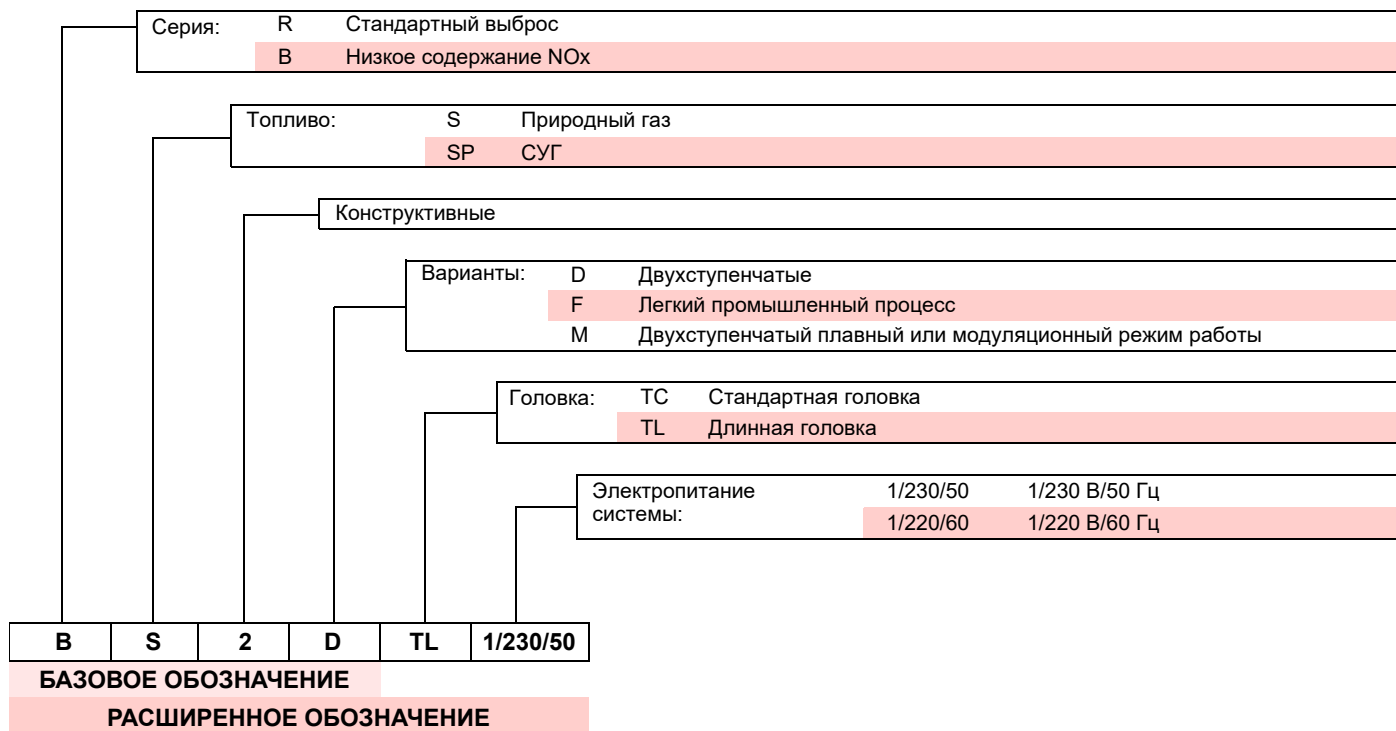 Серия: R Стандартный выброс
B Низкое содержание NOx
Топливо: S Природный газ
SP СУГ
Конструктивные
Варианты: D Двухступенчатые
F Легкий промышленный процесс
M Двухступенчатый плавный или модуляционный режим работы
Головка: TC Стандартная головка
TL Длинная головка
Электропитание 1/230/50 1/230 В/50 Гц
системы: 1/220/60 1/220 В/60 Гц
B S 2 D TL 1/230/50
БАЗОВОЕ ОБОЗНАЧЕНИЕ
РАСШИРЕННОЕ ОБОЗНАЧЕНИЕ